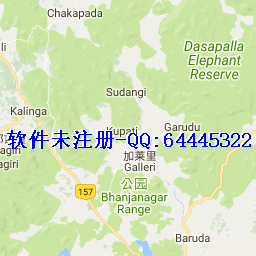 Chakapada
Dasapalla
Elephant
Reserve
Sudangi
Kalinga
Kupati
Garudu
软件未注册-QQ:64445322
加莱里
Galleri
公园
Bhanjanagar
Range
157
Baruda